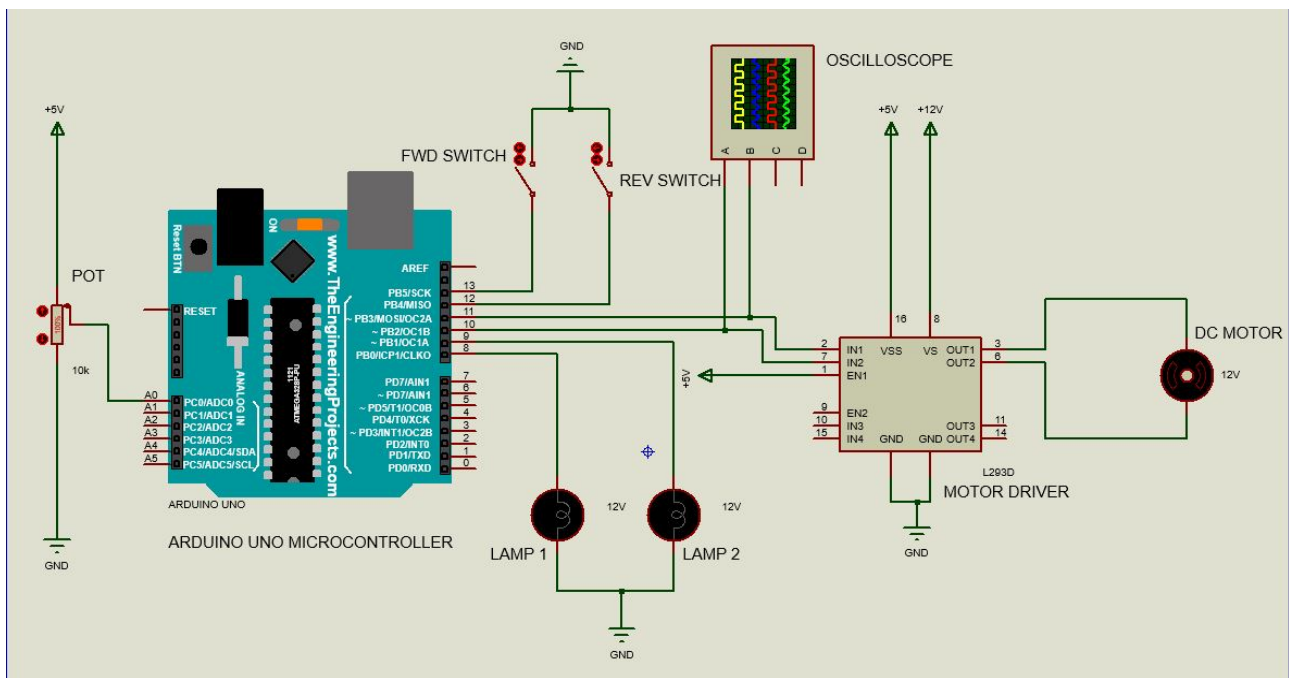 GND
OSCILLOSCOPE
+5V
+5V
+12V
FWD SWITCH
REV SWITCH
A
B
C
D
Reset BTN
ON
www.TheEngineeringProjects.com
POT
100%
10k
RESET
AREF
PB5/SCK 13
PB4/MISO 12
~ PB3/MOSI/OC2A 11
~ PB2/OC1B 10
~ PB1/OC1A 9
PB0/ICP1/CLKO 8
ANALOG IN
1121
ATMEGA328P-PU
PD7/AIN1 7
~ PD7/AIN1 6
~ PD5/T1/OC0B 5
PD4/T0/XCK 4
~ PD3/INT1/OC2B 3
PD2/INT0 2
PD1/TXD 1
PD0/RXD 0
A0 PC0/ADC0
A1 PC1/ADC1
A2 PC2/ADC2
A3 PC3/ADC3
A4 PC4/ADC4/SDA
A5 PC5/ADC5/SCL
ARDUINO UNO
ARDUINO UNO MICROCONTROLLER
GND
12V
LAMP 1
12V
LAMP 2
GND
16
8
VSS
VS
2 IN1
7 IN2
1 EN1
+5V
9 EN2
10 IN3
15 IN4
OUT1 3
OUT2 6
OUT3 11
OUT4 14
GND
GND
L293D
MOTOR DRIVER
GND
DC MOTOR
12V